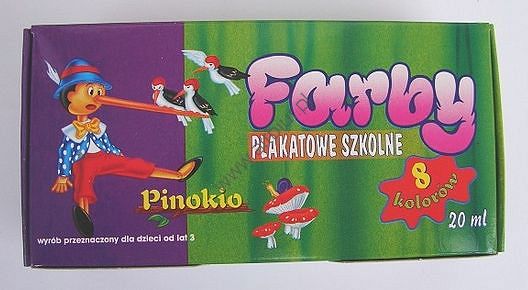 Farby
PLAKATOWE SZKOLNE
8
kolorów
20 ml
Pinokio
wyrób przeznaczony dla dzieci od lat 3